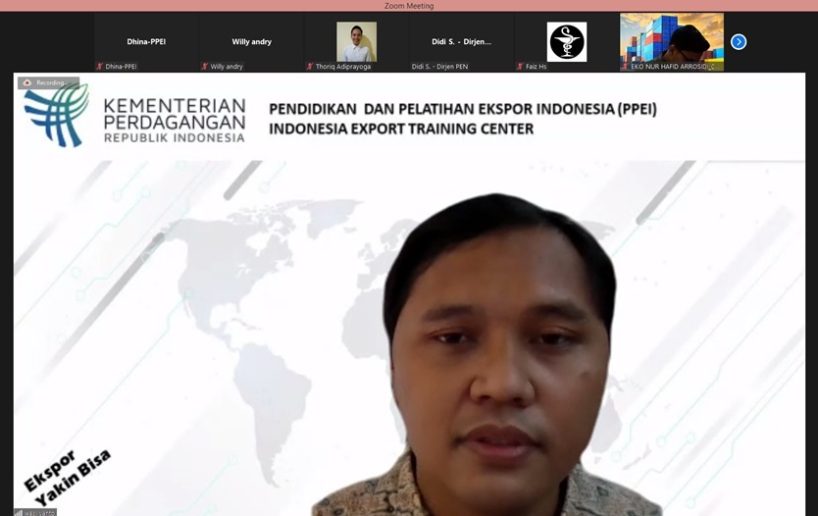 Zoom Meeting
Dhina-PPEI
Willy andry
Didi S. - Dirjen...
Dhina-PPEI
Willy andry
Thoriq Adiprayoga
Didi S. - Dirjen PEN
Faiz Hs
EKO NUR HAFID ARROSIDI_
Recording...
KEMENTERIAN
PERDAGANGAN
REPUBLIK INDONESIA
PENDIDIKAN DAN PELATIHAN EKSPOR INDONESIA (PPEI)
INDONESIA EXPORT TRAINING CENTER
Ekspor
Yakin Bisa